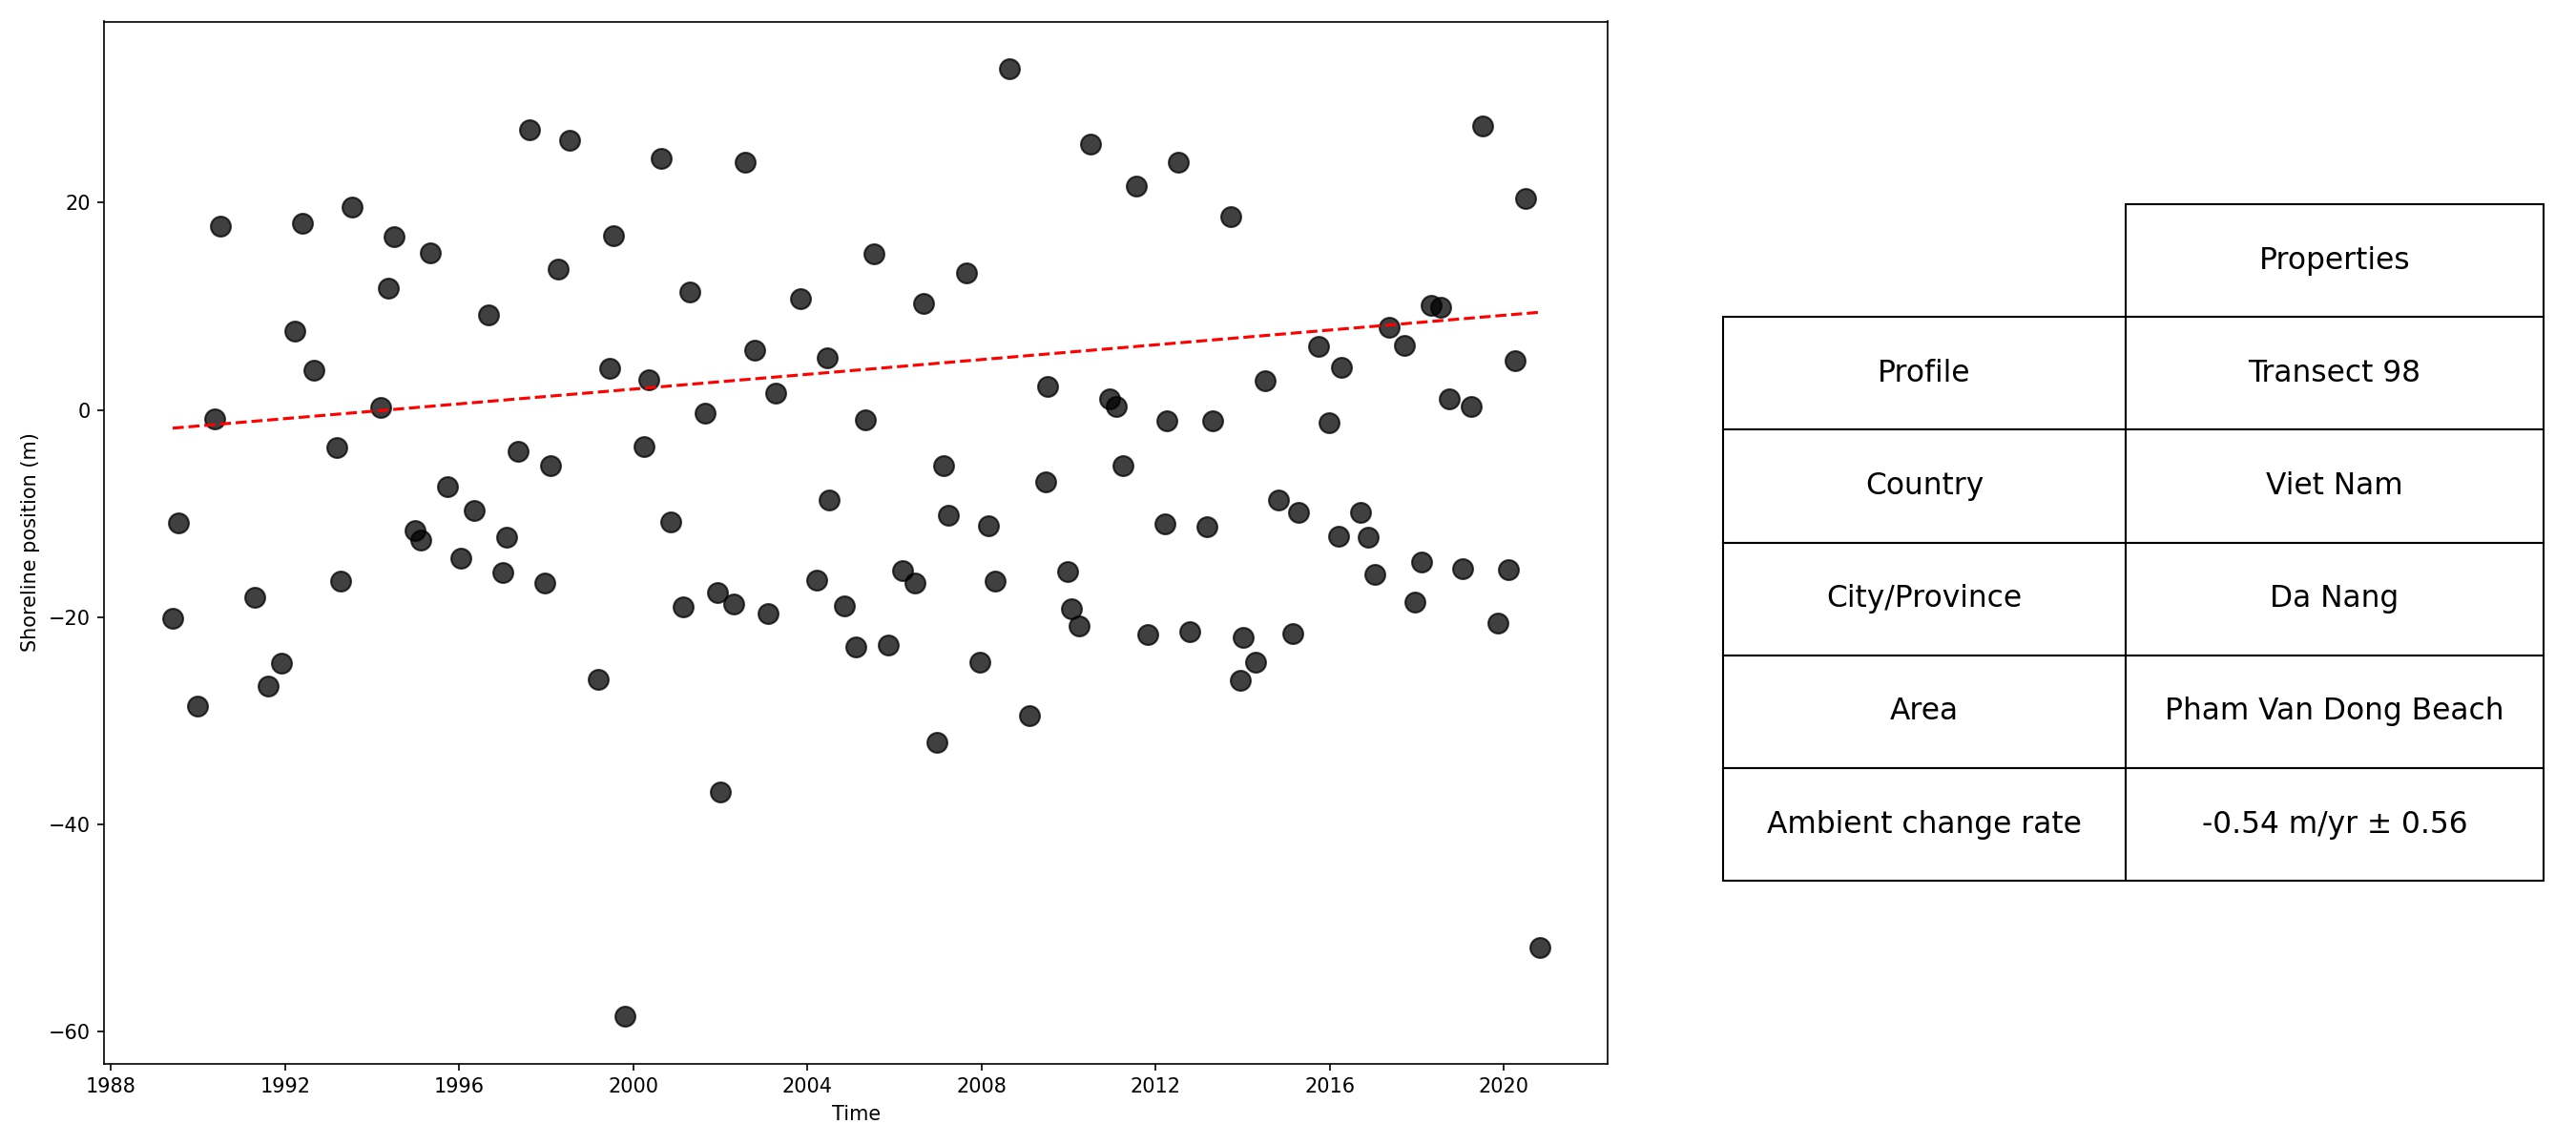 20
0
−20
−40
−60
Shoreline position (m)
1988 1992 1996 2000 2004 2008 2012 2016 2020
Time
Properties
Profile Transect 98
Country Viet Nam
City/Province Da Nang
Area Pham Van Dong Beach
Ambient change rate -0.54 m/yr ± 0.56